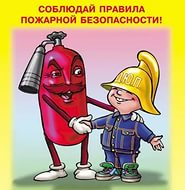 СОБЛЮДАЙ ПРАВИЛА
ПОЖАРНОЙ БЕЗОПАСНОСТИ!